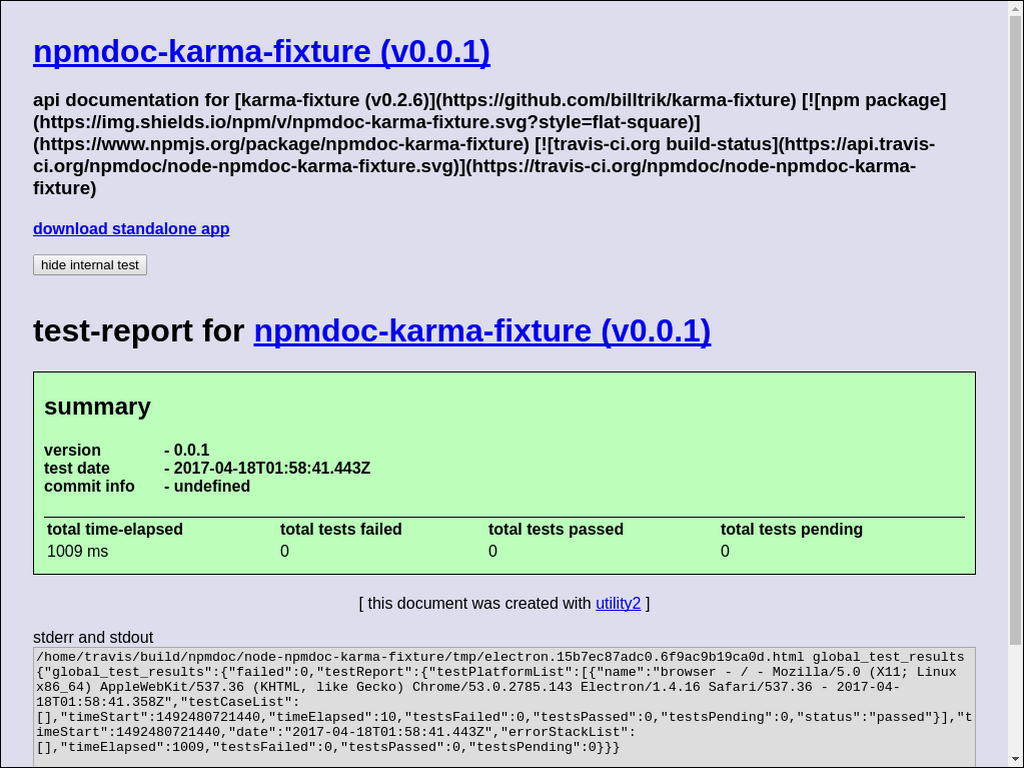 npmdoc-karma-fixture (v0.0.1)
api documentation for [karma-fixture (v0.2.6)](https://github.com/billtrik/karma-fixture) [![npm package]
(https://img.shields.io/npm/v/npmdoc-karma-fixture.svg?style=flat-square)]
(https://www.npmjs.org/package/npmdoc-karma-fixture) [![travis-ci.org build-status](https://api.travis-
ci.org/npmdoc/node-npmdoc-karma-fixture.svg)](https://travis-ci.org/npmdoc/node-npmdoc-karma-
fixture)
download standalone app
hide internal test
test-report for npmdoc-karma-fixture (v0.0.1)
summary
version - 0.0.1
test date - 2017-04-18T01:58:41.443Z
commit info - undefined
total time-elapsed total tests failed total tests passed total tests pending
1009 ms 0 0 0
[ this document was created with utility2 ]
stderr and stdout
/home/travis/build/npmdoc/node-npmdoc-karma-fixture/tmp/electron.15b7ec87adc0.6f9ac9b19ca0d.html global_test_results
{"global_test_results":{"failed":0,"testReport":{"testPlatformList":[{"name":"browser - / - Mozilla/5.0 (X11; Linux
x86_64) AppleWebKit/537.36 (KHTML, like Gecko) Chrome/53.0.2785.143 Electron/1.4.16 Safari/537.36 - 2017-04-
18T01:58:41.358Z","testCaseList":
[],"timeStart":1492480721440,"timeElapsed":10,"testsFailed":0,"testsPassed":0,"testsPending":0,"status":"passed"}],"t
imeStart":1492480721440,"date":"2017-04-18T01:58:41.443Z","errorStackList":
[],"timeElapsed":1009,"testsFailed":0,"testsPassed":0,"testsPending":0}}}